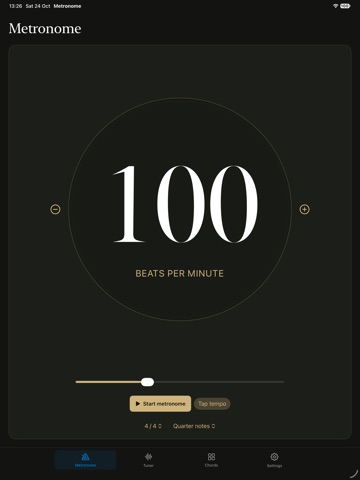 13:26 Sat 24 Oct Metronome 100
Metronome
100
BEATS PER MINUTE
Start metronome Tap tempo
4/4 Quarter notes
Metronome Tuner Chords Settings